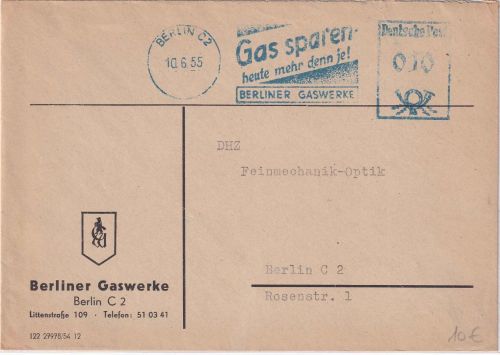 BERLIN C2
10.6.55
Gas sparen-
heute mehr denn je!
BERLINER GASWERKE
Deutsche Post
010
DHZ
Feinmechanik-Optik
Berlin C 2
Rosenstr. 1
Berliner Gaswerke
Berlin C 2
Littenstraße 109 · Telefon: 51 03 41
122 29978/54 12
10€